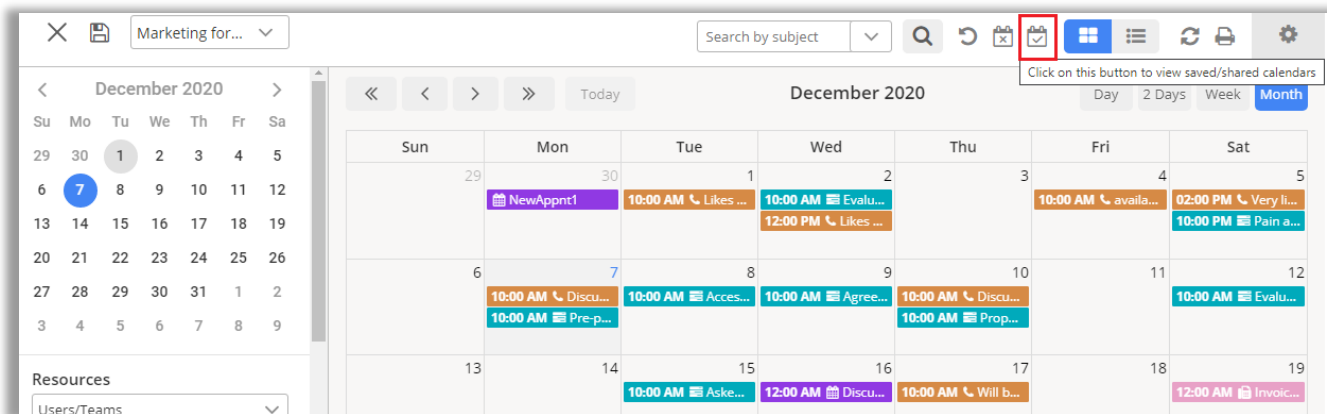 Marketing for...
Search by subject
Click on this button to view saved/shared calendars
December 2020
Su Mo Tu We Th Fr Sa
29 30 1 2 3 4 5
6 7 8 9 10 11 12
13 14 15 16 17 18 19
20 21 22 23 24 25 26
27 28 29 30 31 1 2
3 4 5 6 7 8 9
Resources
Users/Teams
Today
December 2020
Day 2 Days Week Month
Sun Mon Tue Wed Thu Fri Sat
29 30 1 2 3 4 5
NewAppnt1 10:00 AM Likes ... 10:00 AM Evalu... 10:00 AM availa... 02:00 PM Very li...
12:00 PM Likes ... 10:00 PM Pain a...
6 7 8 9 10 11 12
10:00 AM Discu... 10:00 AM Acces... 10:00 AM Agree... 10:00 AM Discu... 10:00 AM Evalu...
10:00 AM Pre-p... 10:00 AM Prop...
13 14 15 16 17 18 19
10:00 AM Aske... 12:00 AM Discu... 10:00 AM Will b... 12:00 AM Invoic...